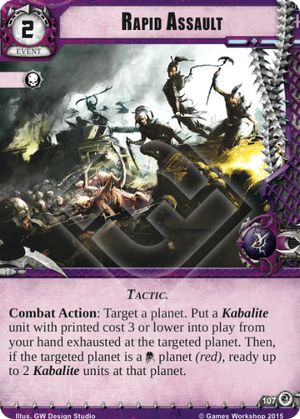 2
RAPID ASSAULT
EVENT
TACTIC.
Combat Action: Target a planet. Put a Kabalite
unit with printed cost 3 or lower into play from
your hand exhausted at the targeted planet. Then,
if the targeted planet is a planet (red), ready up
to 2 Kabalite units at that planet.
107
Illus. GW Design Studio
© Games Workshop 2015